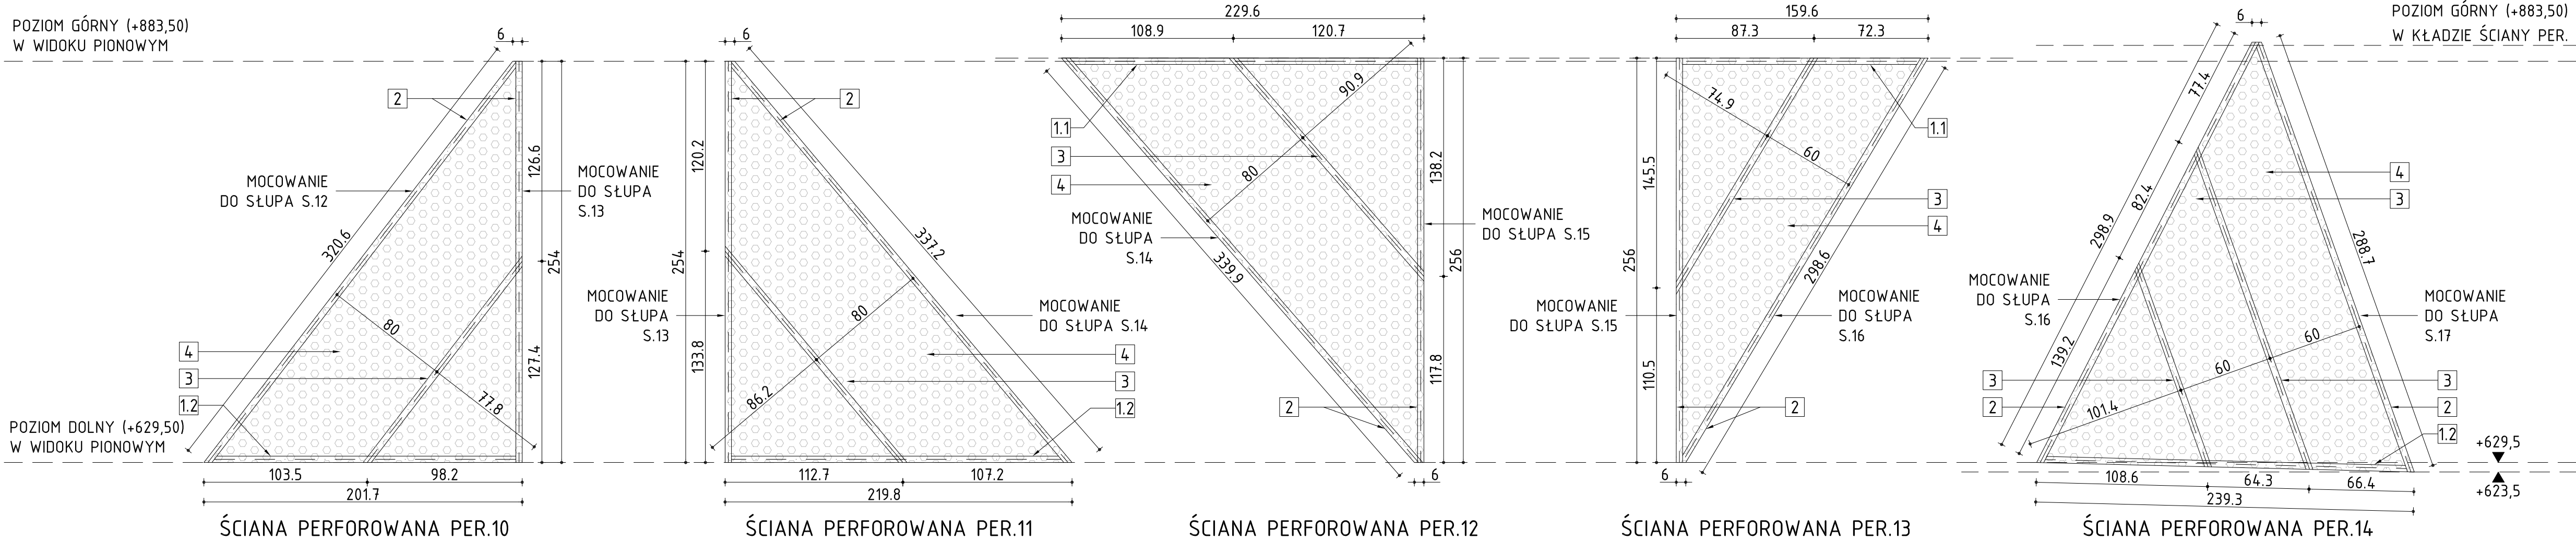 POZIOM GÓRNY (+883,50)
W WIDOKU PIONOWYM
POZIOM DOLNY (+629,50)
W WIDOKU PIONOWYM
6
2
MOCOWANIE
DO SŁUPA S.12
320.6
126.6
254
127.4
MOCOWANIE
DO SŁUPA
S.13
80
77.8
4
3
1.2
103.5
98.2
201.7
ŚCIANA PERFOROWANA PER.10
6
2
120.2
254
133.8
337.2
MOCOWANIE
DO SŁUPA
S.13
MOCOWANIE
DO SŁUPA S.14
80
86.2
4
3
1.2
112.7
107.2
219.8
ŚCIANA PERFOROWANA PER.11
229.6
108.9
120.7
90.9
80
1.1
3
4
MOCOWANIE
DO SŁUPA
S.14
339.9
138.2
256
117.8
MOCOWANIE
DO SŁUPA S.15
2
6
ŚCIANA PERFOROWANA PER.12
159.6
87.3
72.3
74.9
60
1.1
3
4
145.5
256
110.5
298.6
MOCOWANIE
DO SŁUPA S.15
MOCOWANIE
DO SŁUPA
S.16
2
6
ŚCIANA PERFOROWANA PER.13
POZIOM GÓRNY (+883,50)
W KŁADZIE ŚCIANY PER.
6
77.4
82.4
298.9
139.2
288.7
4
3
MOCOWANIE
DO SŁUPA
S.16
MOCOWANIE
DO SŁUPA
S.17
60
60
101.4
3
2
3
2
1.2
+629,5
+623,5
108.6
64.3
66.4
239.3
ŚCIANA PERFOROWANA PER.14